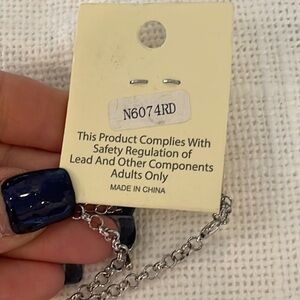 N6074RD
This Product Complies With
Safety Regulation of
Lead And Other Components
Adults Only
MADE IN CHINA